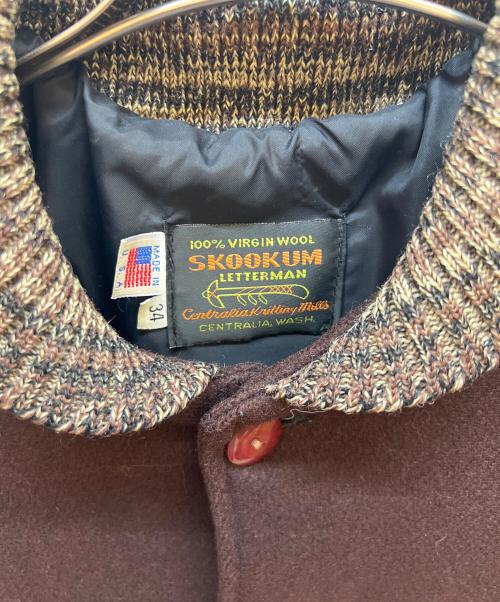 100% VIRGIN WOOL
SKOOKUM
LETTERMAN
Centralia Knitting Mills
CENTRALIA, WASH.
MADE IN
U S A
34